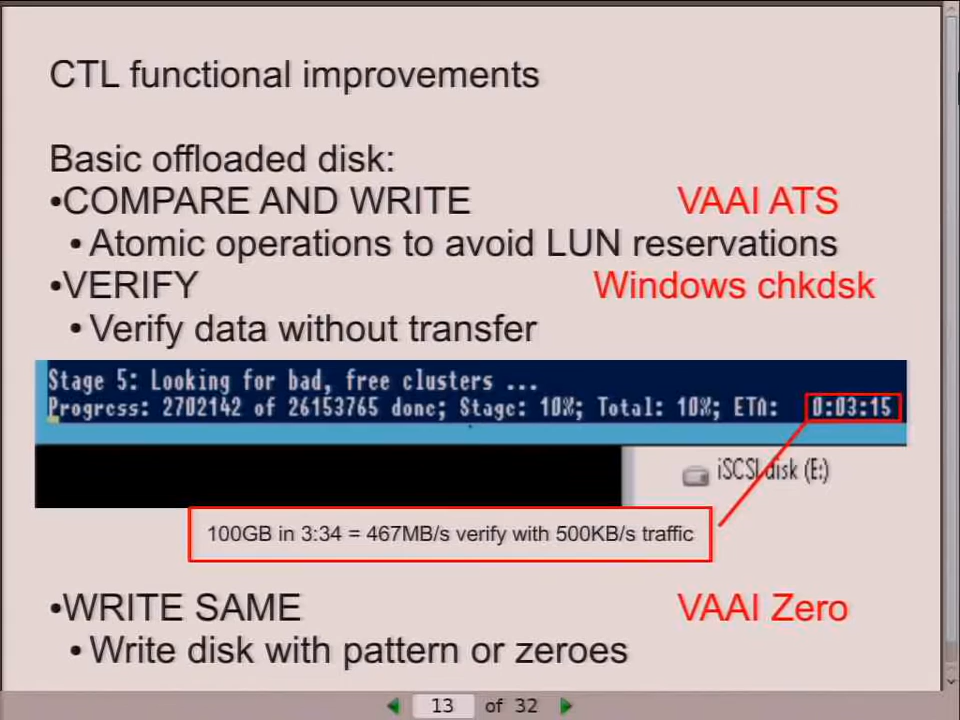 CTL functional improvements
Basic offloaded disk:
•COMPARE AND WRITE VAAI ATS
•Atomic operations to avoid LUN reservations
•VERIFY Windows chkdsk
•Verify data without transfer
Stage 5: Looking for bad, free clusters ...
Progress: 2702142 of 26153765 done; Stage: 10%; Total: 10%; ETA: 0:03:15
iSCSI disk (E:)
100GB in 3:34 = 467MB/s verify with 500KB/s traffic
•WRITE SAME VAAI Zero
•Write disk with pattern or zeroes
13 of 32